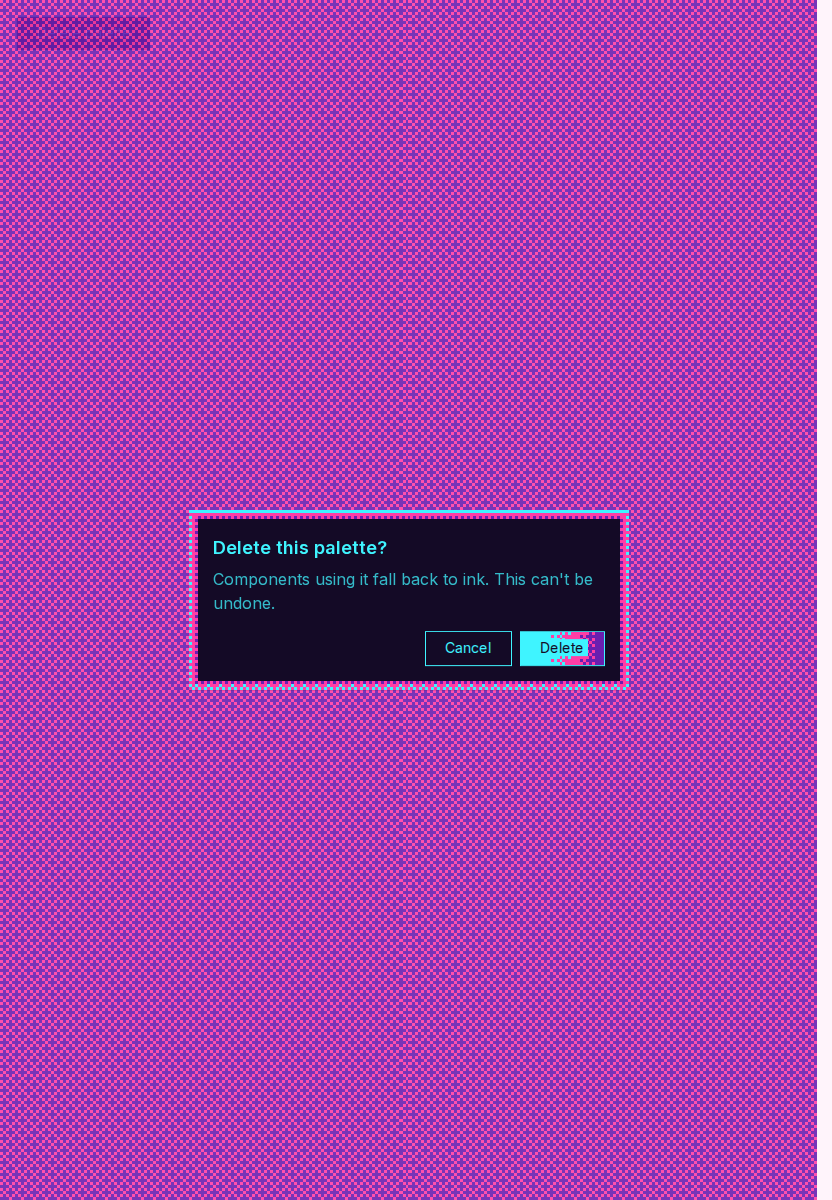 Delete this palette?
Components using it fall back to ink. This can't be
undone.
Cancel
Delete